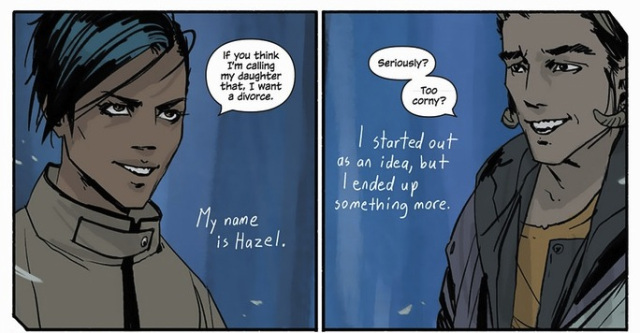 If you think
I'm calling
my daughter
that, I want
a divorce.
My name
is Hazel.
Seriously?
Too
corny?
I started out
as an idea, but
I ended up
something more.